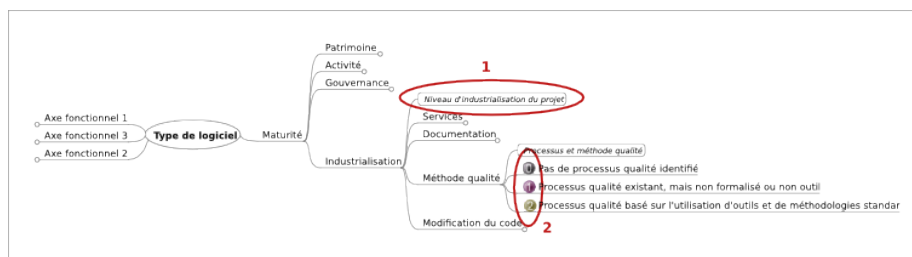 Patrimoine
Activité
Gouvernance
1
Niveau d'industrialisation du projet
Axe fonctionnel 1
Axe fonctionnel 3
Axe fonctionnel 2
Type de logiciel
Maturité
Services
Documentation
Industrialisation
Processus et méthode qualité
Méthode qualité
0 Pas de processus qualité identifié
1 Processus qualité existant, mais non formalisé ou non outil
2 Processus qualité basé sur l'utilisation d'outils et de méthodologies standar
Modification du code
2